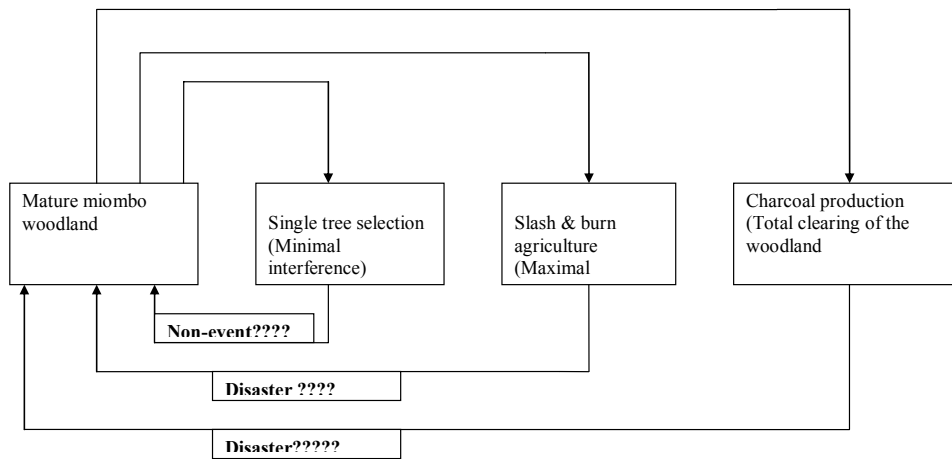 Mature miombo
woodland
Single tree selection
(Minimal
interference)
Slash & burn
agriculture
(Maximal
Charcoal production
(Total clearing of the
woodland
Non-event????
Disaster ????
Disaster?????